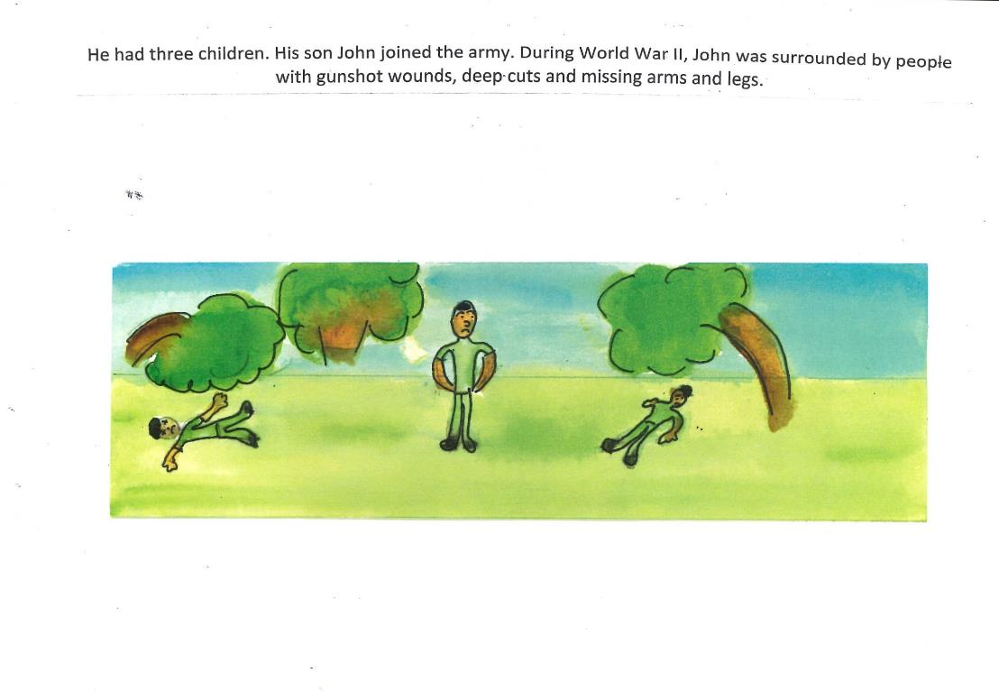 He had three children. His son John joined the army. During World War II, John was surrounded by people
with gunshot wounds, deep cuts and missing arms and legs.